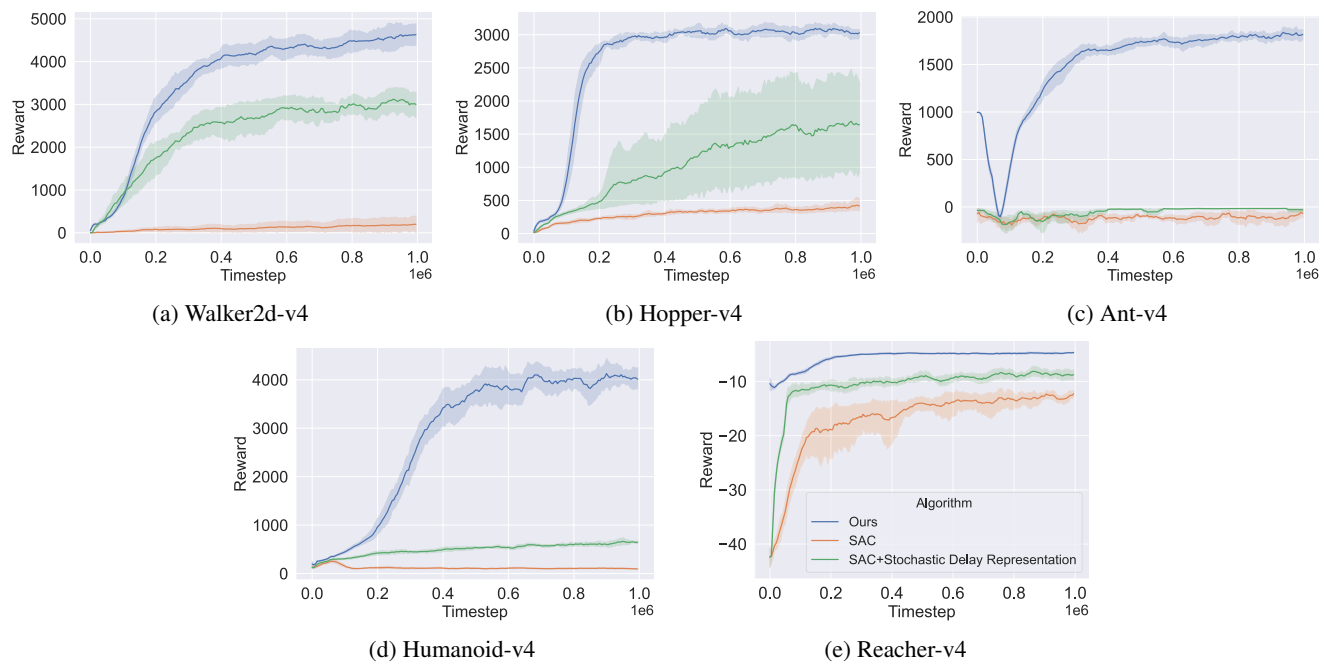 5000
4000
3000
2000
1000
0
Reward
0.0 0.2 0.4 0.6 0.8 1.0
Timestep
1e6
(a) Walker2d-v4
3000
2500
2000
1500
1000
500
0
Reward
0.0 0.2 0.4 0.6 0.8 1.0
Timestep
1e6
(b) Hopper-v4
2000
1500
1000
500
0
Reward
0.0 0.2 0.4 0.6 0.8 1.0
Timestep
1e6
(c) Ant-v4
4000
3000
2000
1000
0
Reward
0.0 0.2 0.4 0.6 0.8 1.0
Timestep
1e6
(d) Humanoid-v4
−10
−20
−30
−40
Reward
Algorithm
Ours
SAC
SAC+Stochastic Delay Representation
0.0 0.2 0.4 0.6 0.8 1.0
Timestep
1e6
(e) Reacher-v4